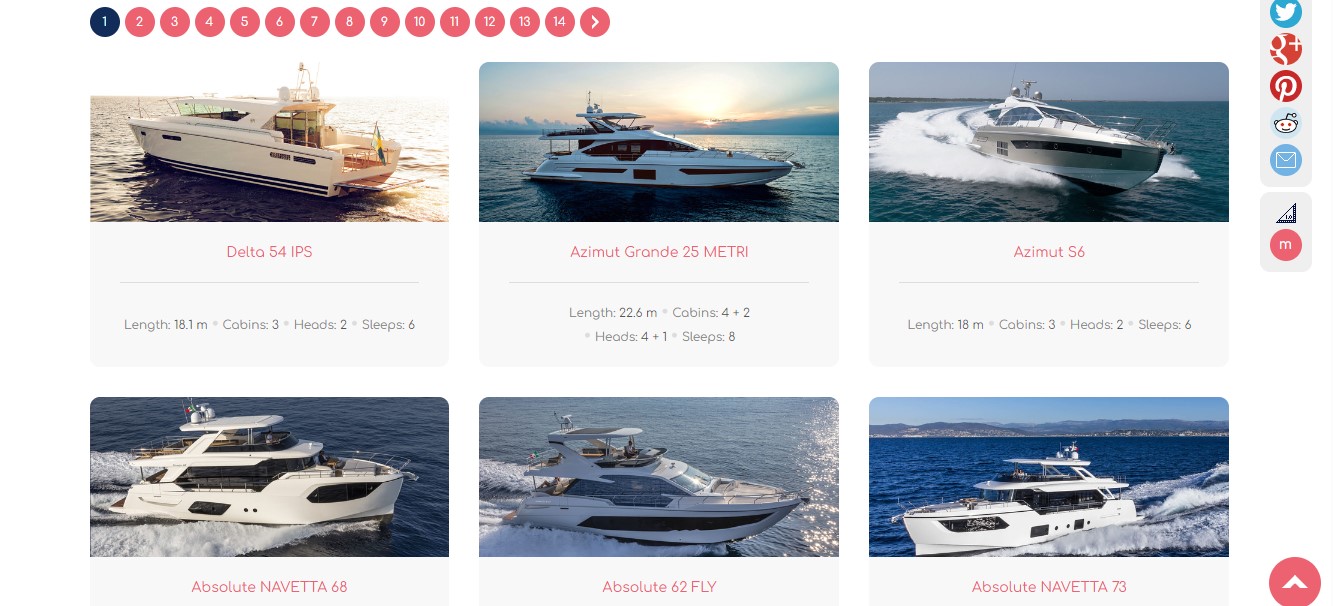 1 2 3 4 5 6 7 8 9 10 11 12 13 14
Delta 54 IPS
Azimut Grande 25 METRI
Azimut S6
Length: 18.1 m • Cabins: 3 • Heads: 2 • Sleeps: 6
Length: 22.6 m • Cabins: 4 + 2
• Heads: 4 + 1 • Sleeps: 8
Length: 18 m • Cabins: 3 • Heads: 2 • Sleeps: 6
m
Absolute NAVETTA 68
Absolute 62 FLY
Absolute NAVETTA 73